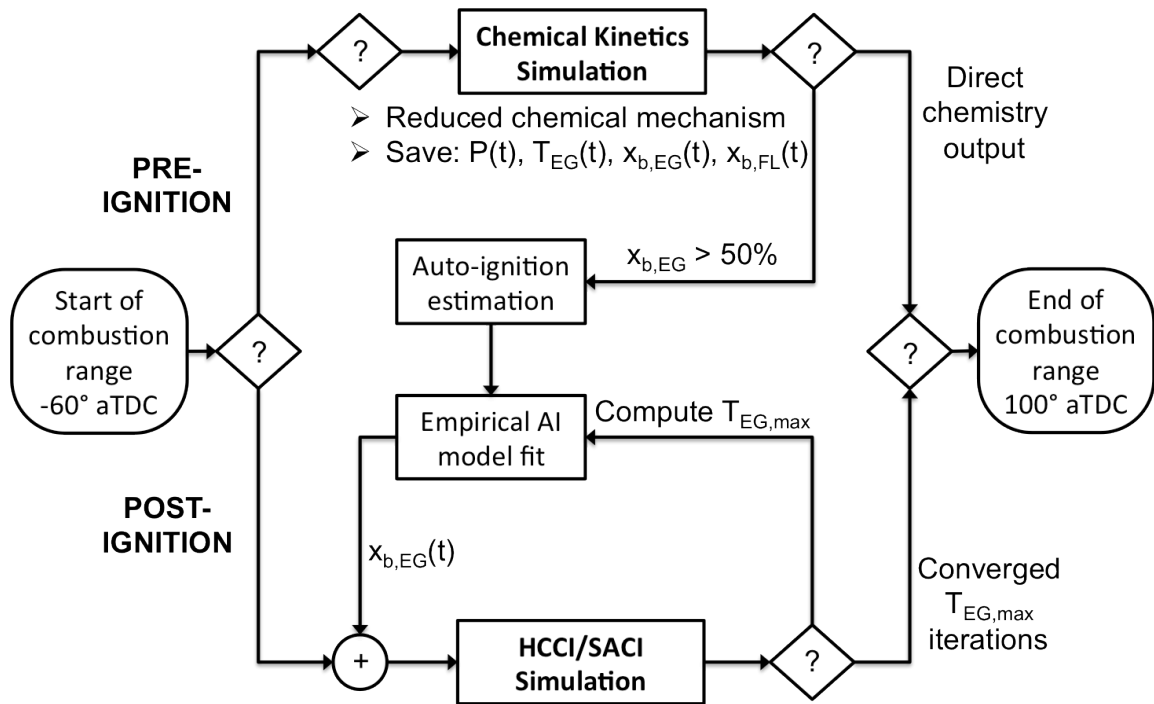 ?
Chemical Kinetics
Simulation
?
➢ Reduced chemical mechanism
➢ Save: P(t), T_EG(t), x_b,EG(t), x_b,FL(t)
Direct
chemistry
output
PRE-
IGNITION
x_b,EG > 50%
Auto-ignition
estimation
Start of
combustion
range
-60° aTDC
?
?
End of
combustion
range
100° aTDC
Empirical AI
model fit
Compute T_EG,max
POST-
IGNITION
x_b,EG(t)
Converged
T_EG,max
iterations
+
HCCI/SACI
Simulation
?